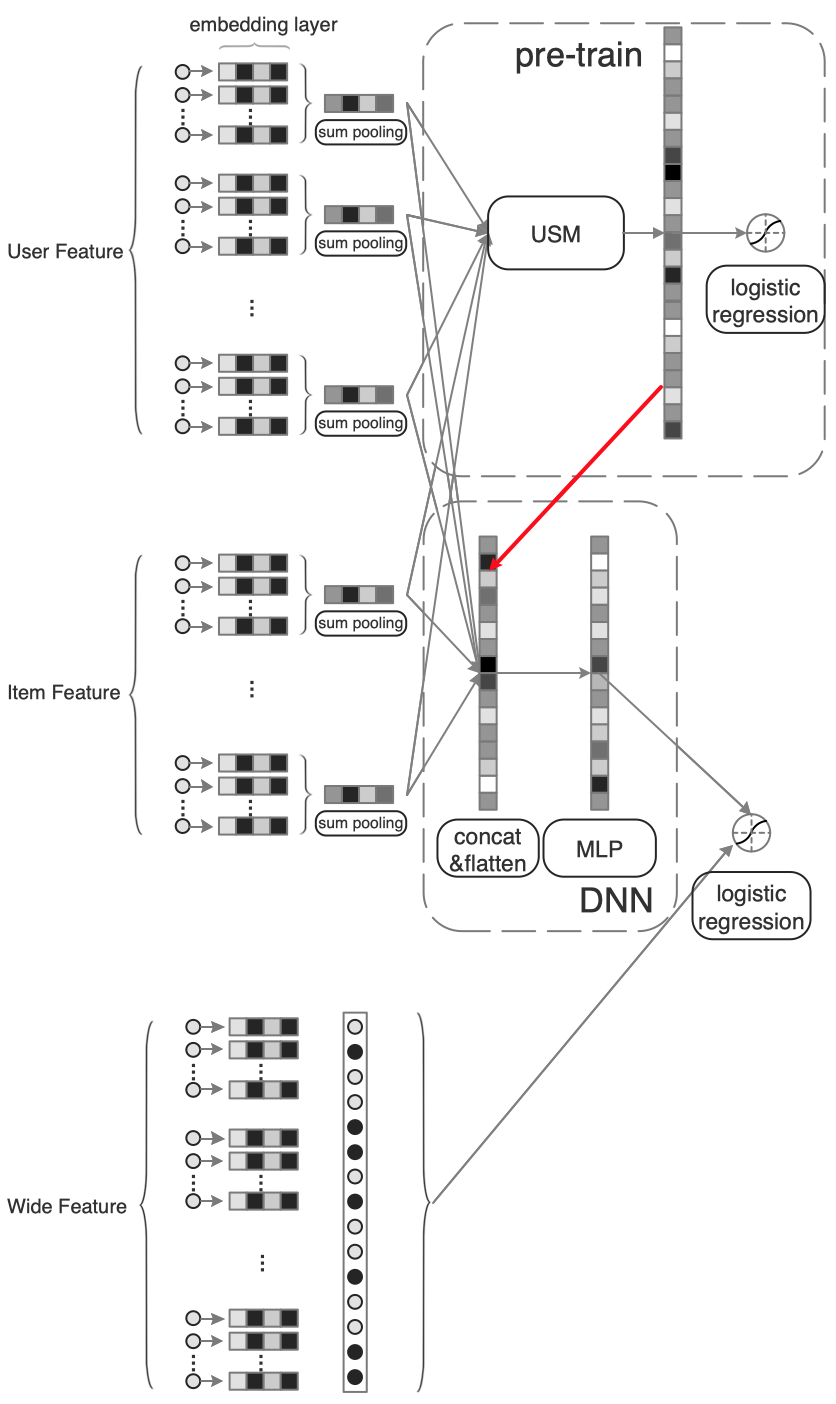 embedding layer
pre-train
sum pooling
sum pooling
USM
User Feature
logistic
regression
sum pooling
sum pooling
Item Feature
sum pooling
concat
&flatten
MLP
DNN
logistic
regression
Wide Feature